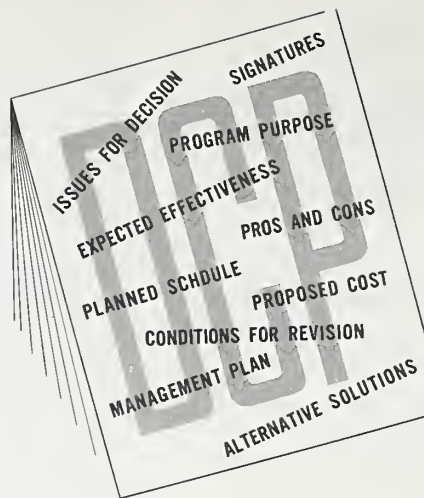 SIGNATURES
ISSUES FOR DECISION
PROGRAM PURPOSE
EXPECTED EFFECTIVENESS
PROS AND CONS
PLANNED SCHDULE
PROPOSED COST
CONDITIONS FOR REVISION
MANAGEMENT PLAN
ALTERNATIVE SOLUTIONS
DCP